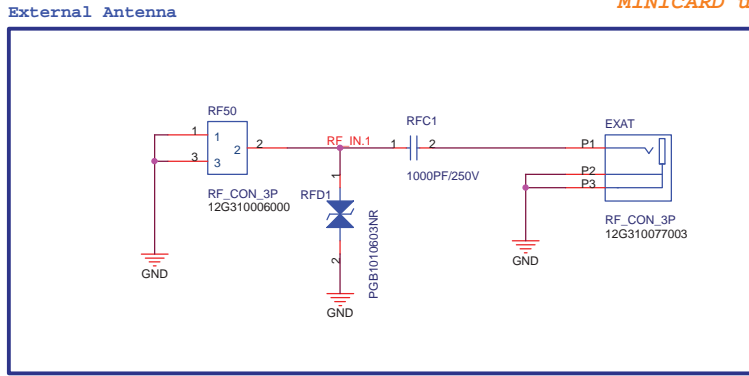 MINICARD
External Antenna
RF50
1 1
2 2
3 3
RF_CON_3P
12G310006000
RF_IN.1
RFC1
1 2
1000PF/250V
RFD1
1
2
PGB1010603NR
GND
GND
EXAT
P1
P2
P3
RF_CON_3P
12G310077003
GND